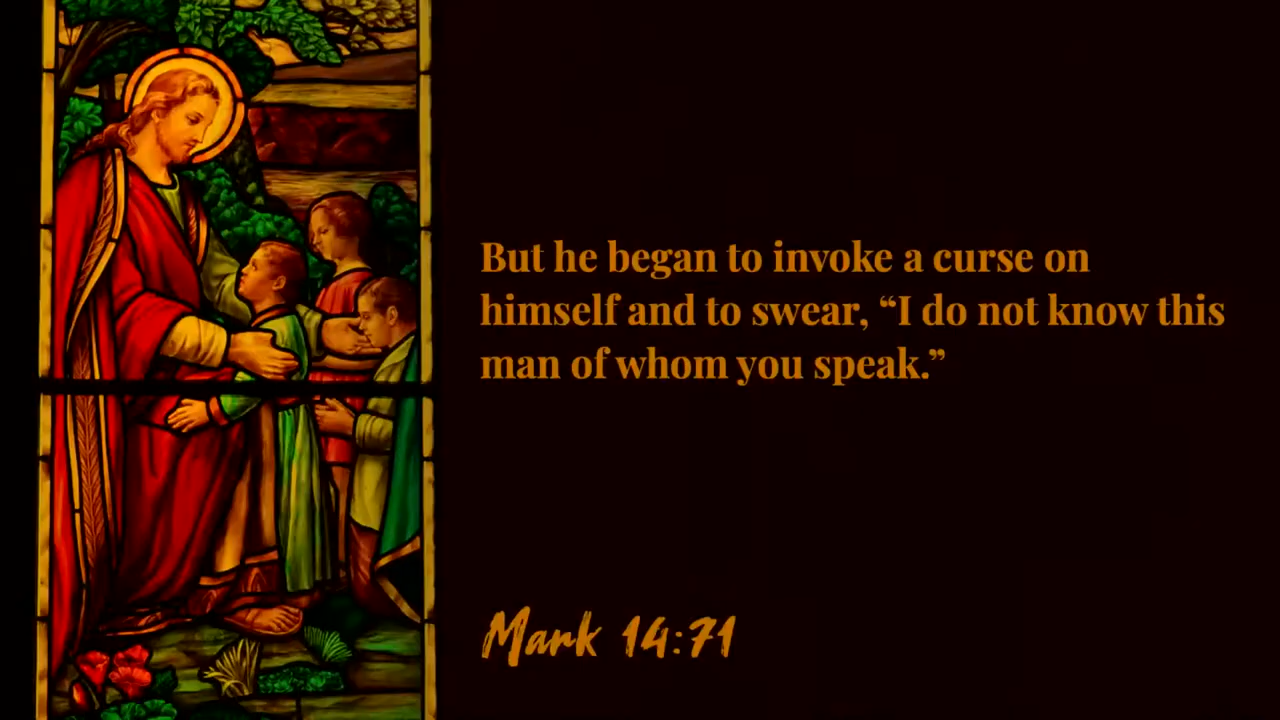 But he began to invoke a curse on
himself and to swear, “I do not know this
man of whom you speak.”
Mark 14:71